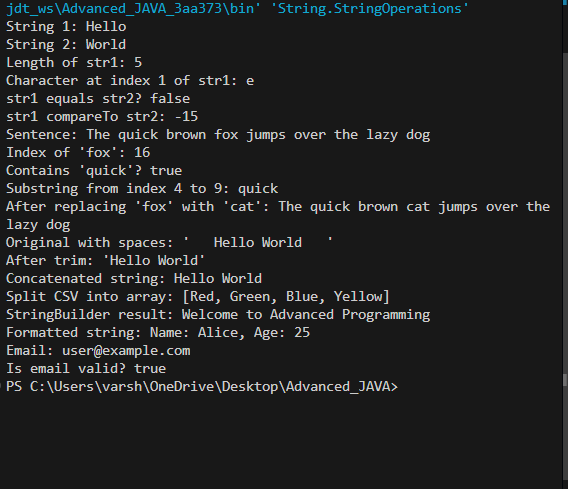 jdt_ws\Advanced_JAVA_3aa373\bin' 'String.StringOperations'
String 1: Hello
String 2: World
Length of str1: 5
Character at index 1 of str1: e
str1 equals str2? false
str1 compareTo str2: -15
Sentence: The quick brown fox jumps over the lazy dog
Index of 'fox': 16
Contains 'quick'? true
Substring from index 4 to 9: quick
After replacing 'fox' with 'cat': The quick brown cat jumps over the
lazy dog
Original with spaces: '   Hello World   '
After trim: 'Hello World'
Concatenated string: Hello World
Split CSV into array: [Red, Green, Blue, Yellow]
StringBuilder result: Welcome to Advanced Programming
Formatted string: Name: Alice, Age: 25
Email: user@example.com
Is email valid? true
PS C:\Users\varsh\OneDrive\Desktop\Advanced_JAVA>